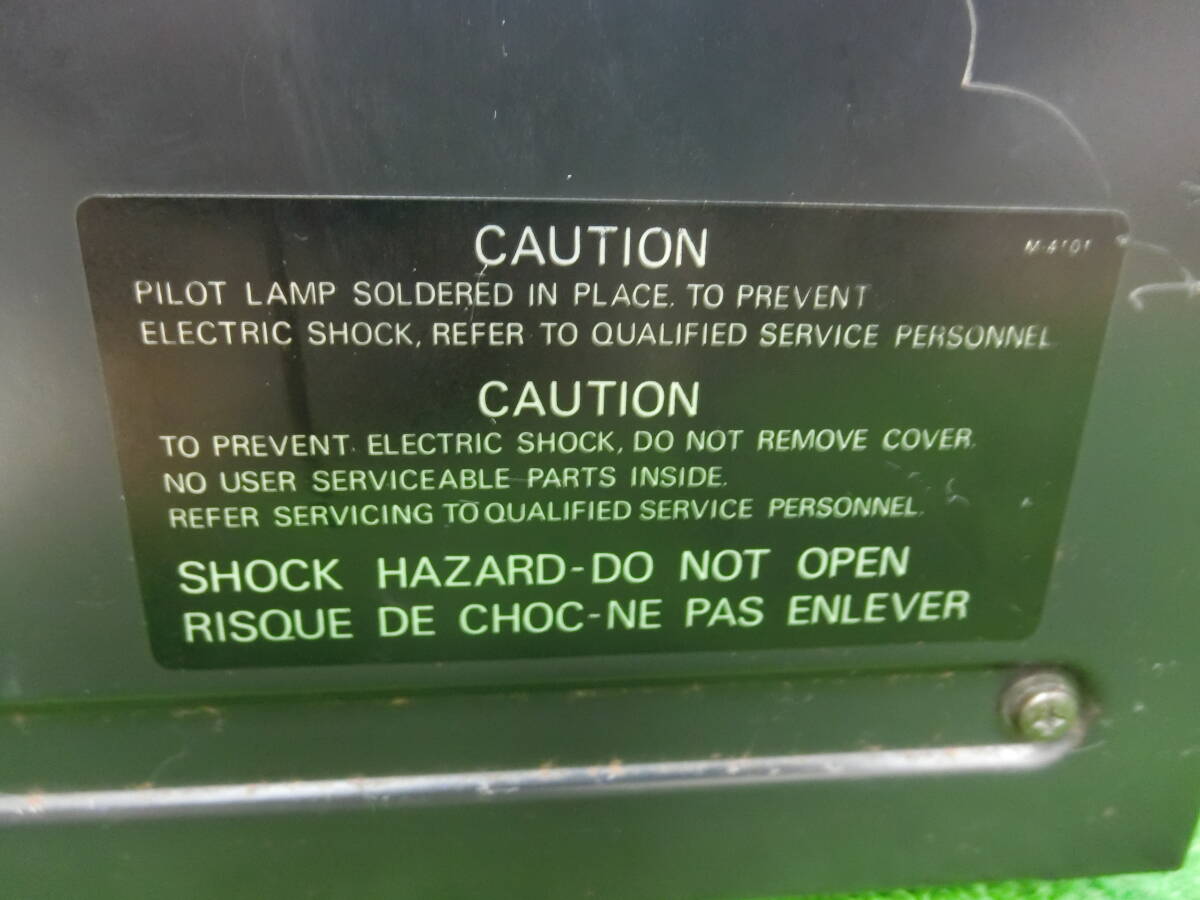 CAUTION
M-4101
PILOT LAMP SOLDERED IN PLACE. TO PREVENT
ELECTRIC SHOCK, REFER TO QUALIFIED SERVICE PERSONNEL
CAUTION
TO PREVENT ELECTRIC SHOCK, DO NOT REMOVE COVER.
NO USER SERVICEABLE PARTS INSIDE.
REFER SERVICING TO QUALIFIED SERVICE PERSONNEL.
SHOCK HAZARD-DO NOT OPEN
RISQUE DE CHOC-NE PAS ENLEVER